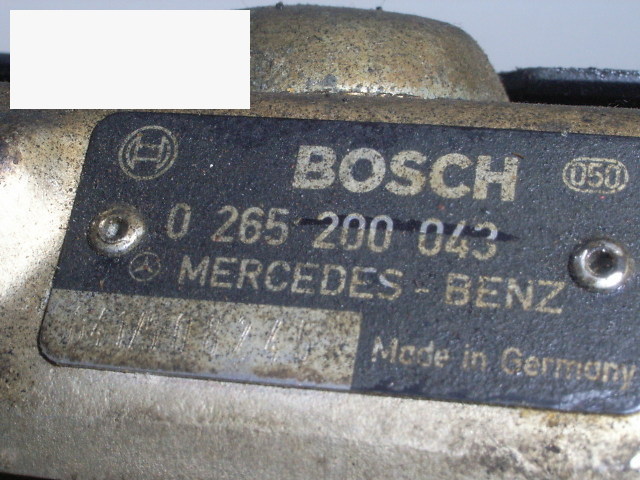 BOSCH 050
0 265 200 043
MERCEDES-BENZ
Made in Germany